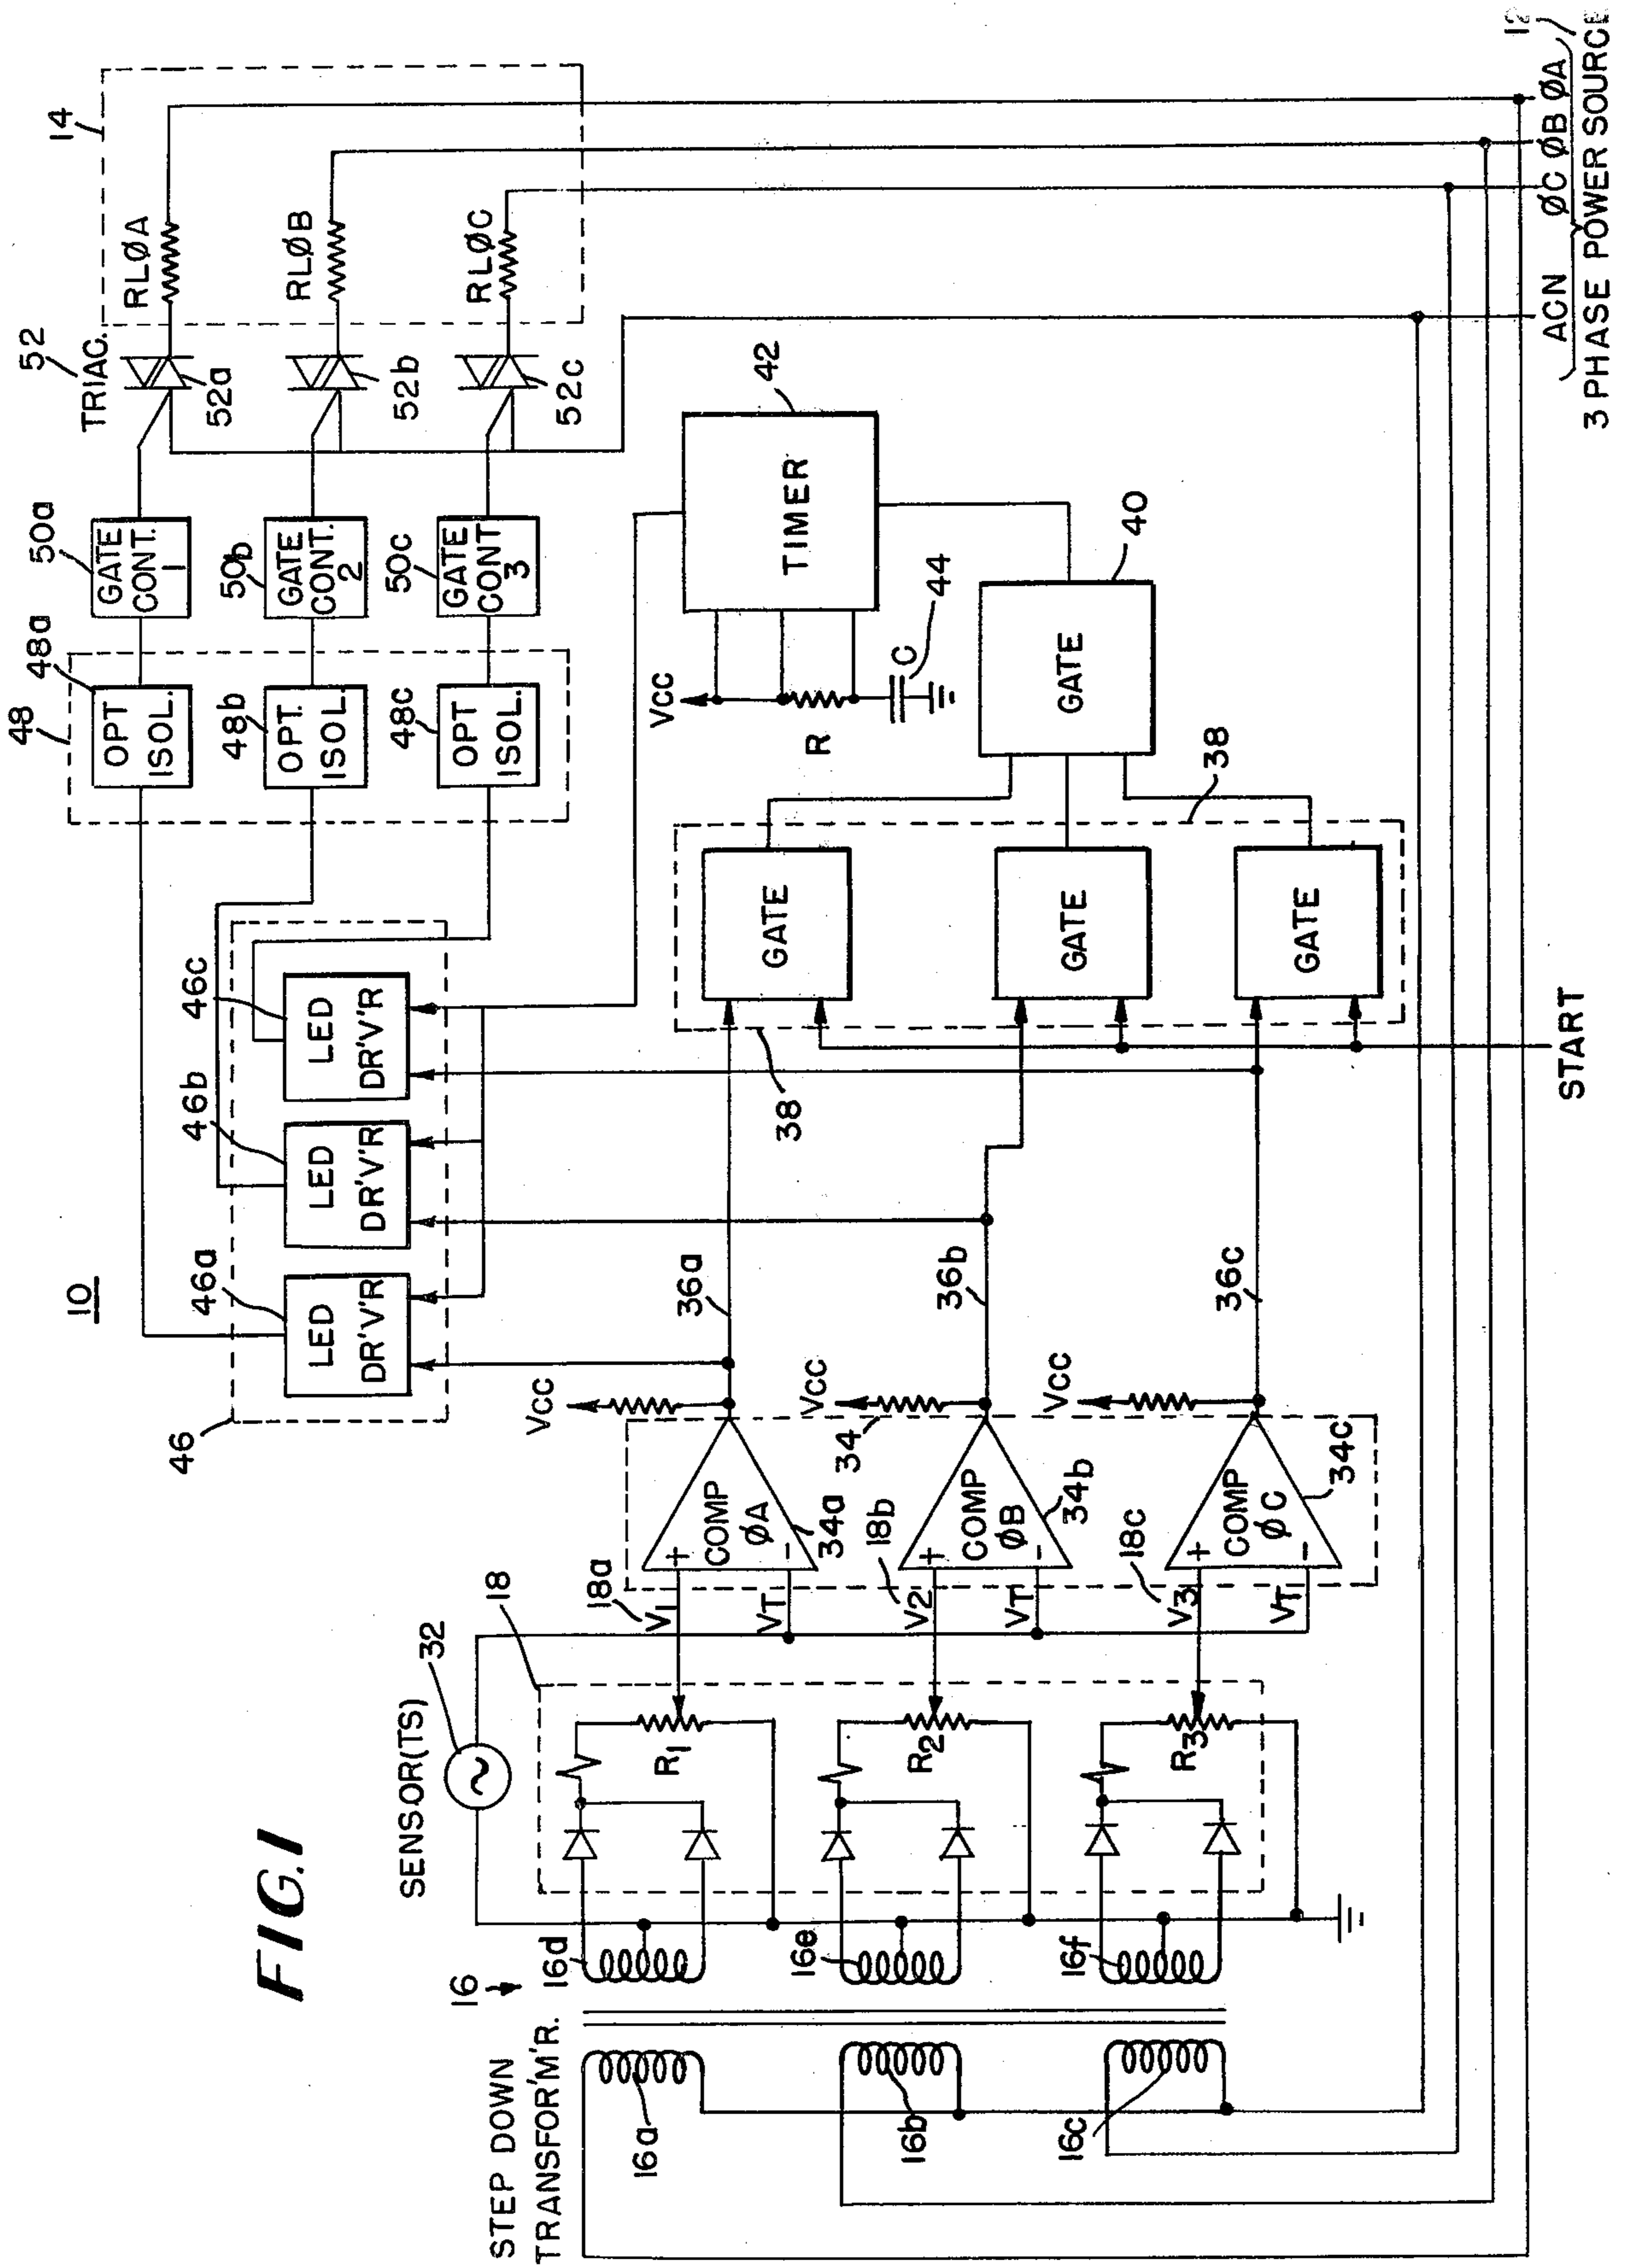 FIG. 1
10
STEP DOWN
TRANSFOR'M'R.
16
16a
16b
16c
16d
16e
16f
SENSOR(TS)
32
18
R1
R2
R3
18a
V1
VT
18b
V2
VT
18c
V3
VT
COMP
ØA
+
-
34a
COMP
ØB
+
-
34b
COMP
ØC
+
-
34c
34
Vcc
Vcc
Vcc
36a
36b
36c
46
46a
LED
DR'V'R
46b
LED
DR'V'R
46c
LED
DR'V'R
38
GATE
GATE
GATE
38
START
GATE
40
Vcc
R
C
44
TIMER
42
48
48a
OPT
ISOL.
48b
OPT.
ISOL.
48c
OPT
ISOL.
50a
GATE
CONT.
1
50b
GATE
CONT.
2
50c
GATE
CONT
3
TRIAC.
52
52a
52b
52c
14
RLØA
RLØB
RLØC
ACN ØC ØB ØA
12
3 PHASE POWER SOURCE